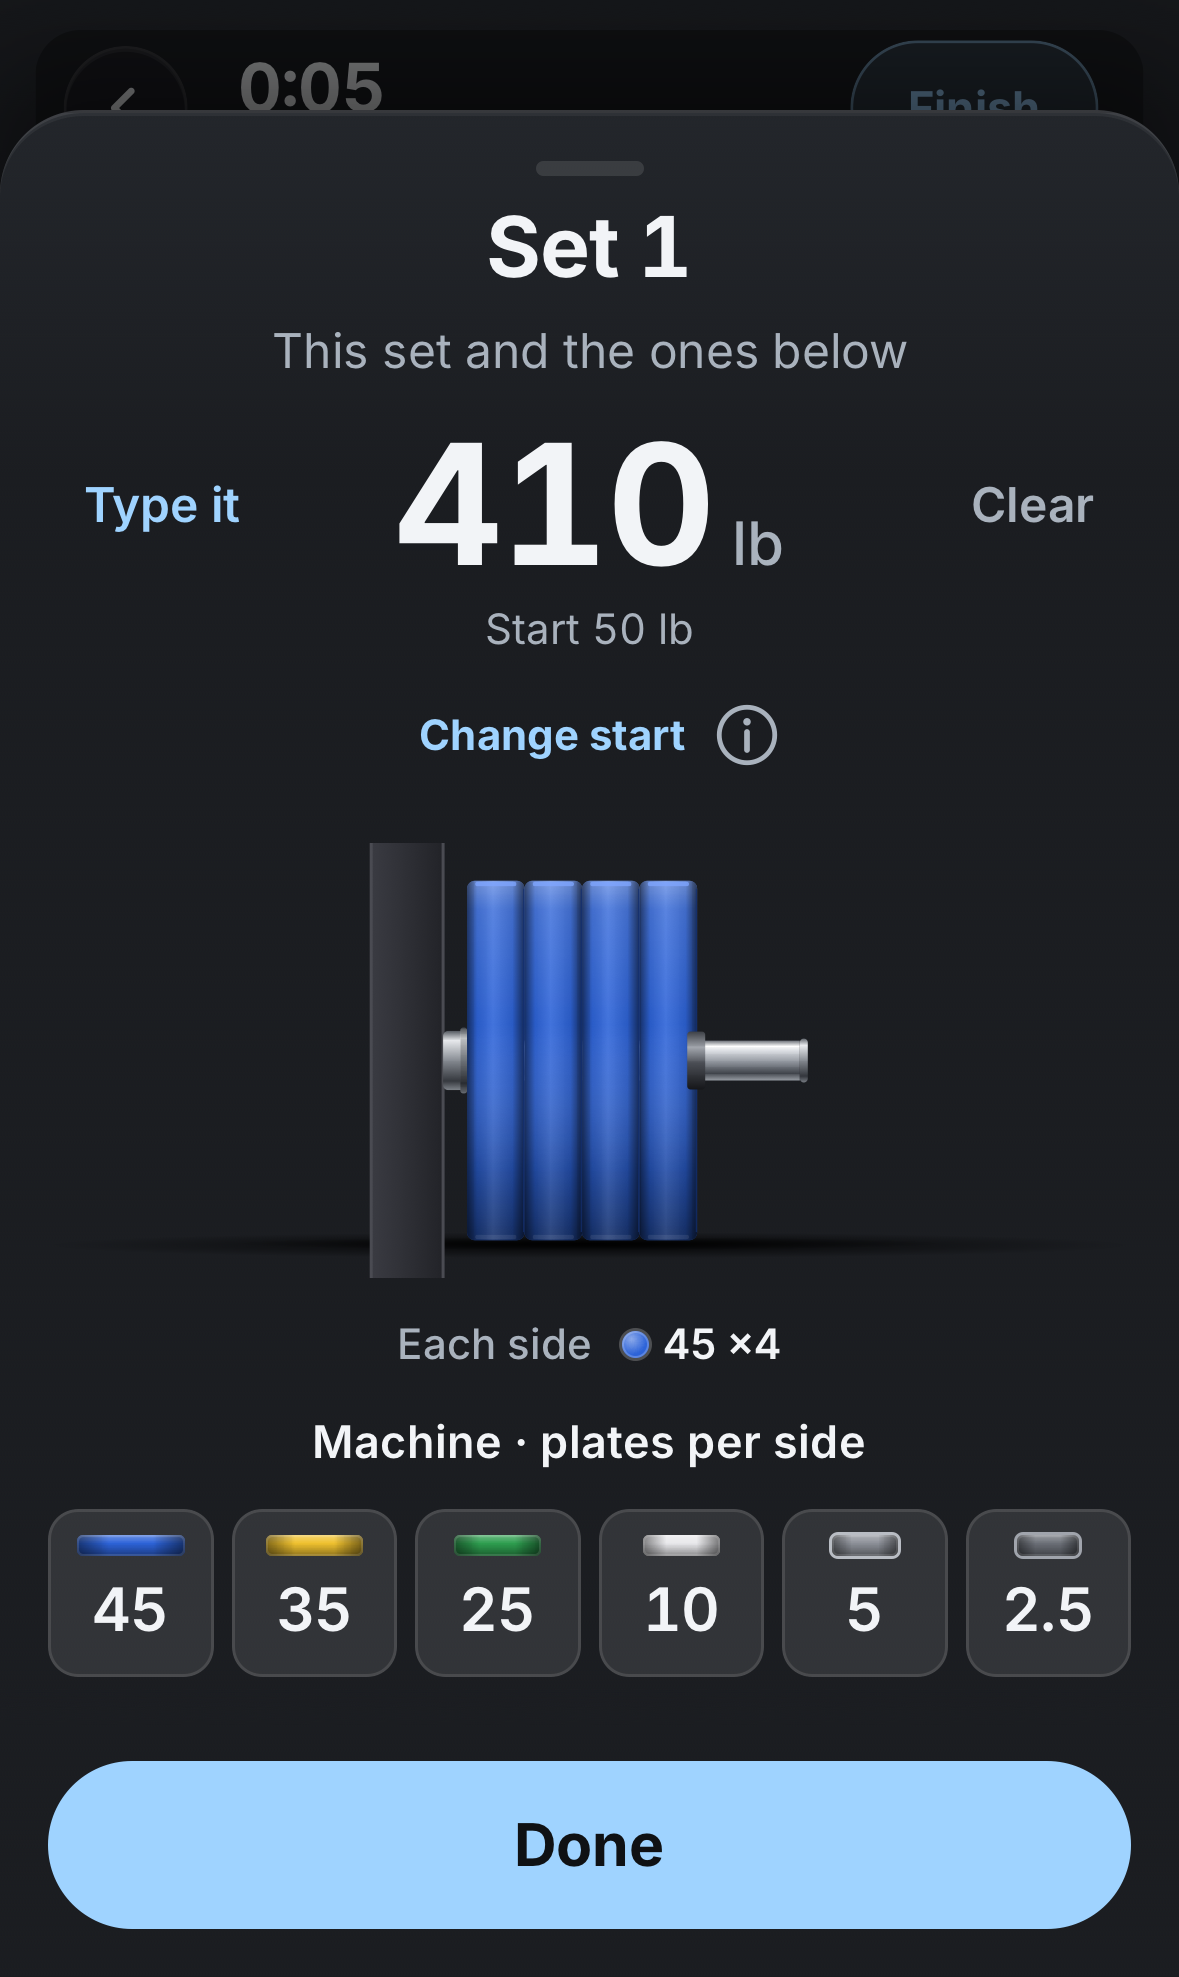 0:05
Finish
Set 1
This set and the ones below
Type it
410 lb
Clear
Start 50 lb
Change start
Each side 45 ×4
Machine · plates per side
45 35 25 10 5 2.5
Done